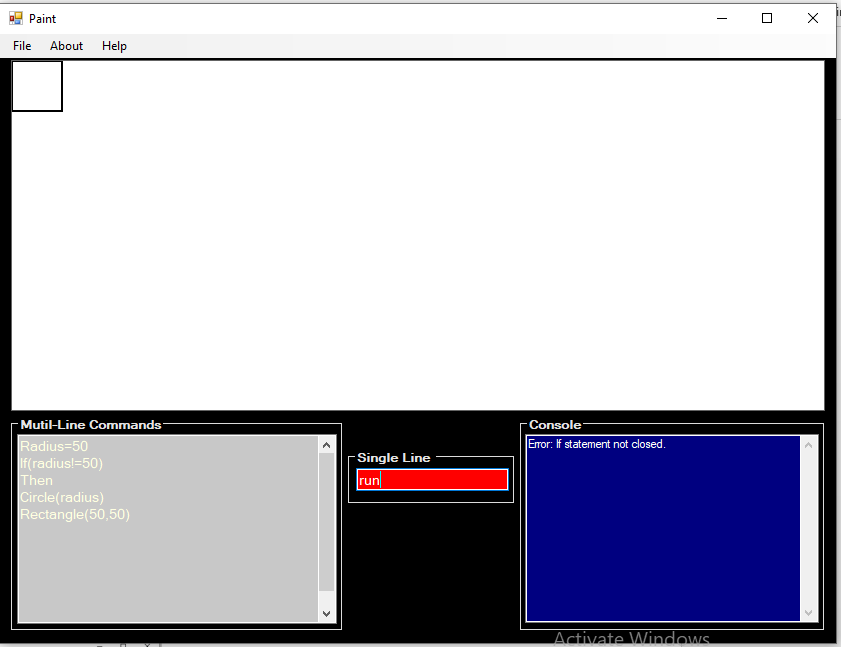 Paint
File About Help
Mutil-Line Commands
Radius=50
If(radius!=50)
Then
Circle(radius)
Rectangle(50,50)
Single Line
run
Console
Error: If statement not closed.
Activate Windows